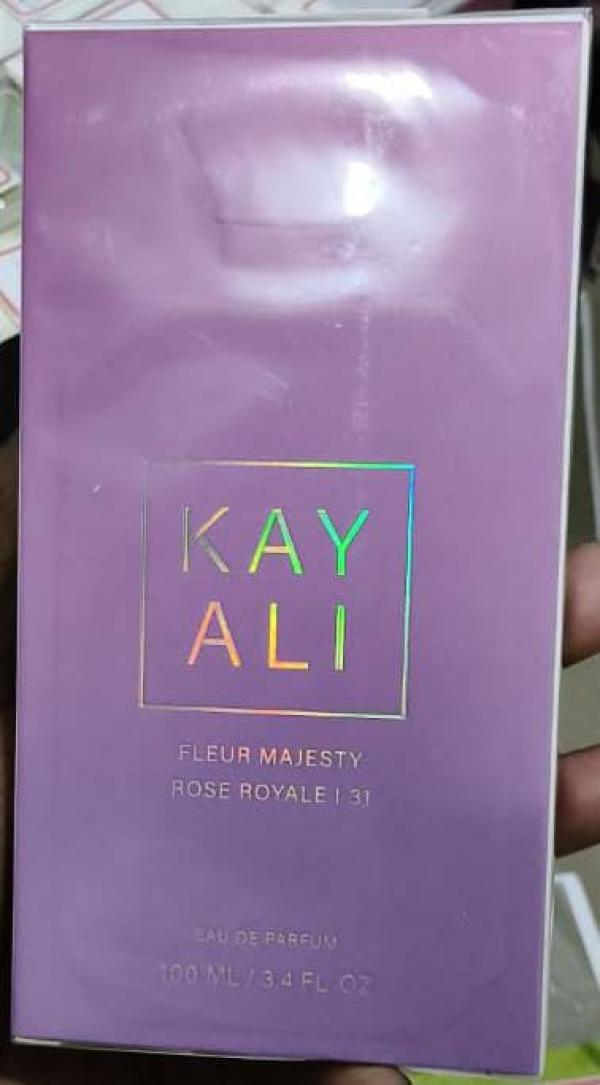 KAY
ALI
FLEUR MAJESTY
ROSE ROYALE | 31
EAU DE PARFUM
100 ML / 3.4 FL. OZ